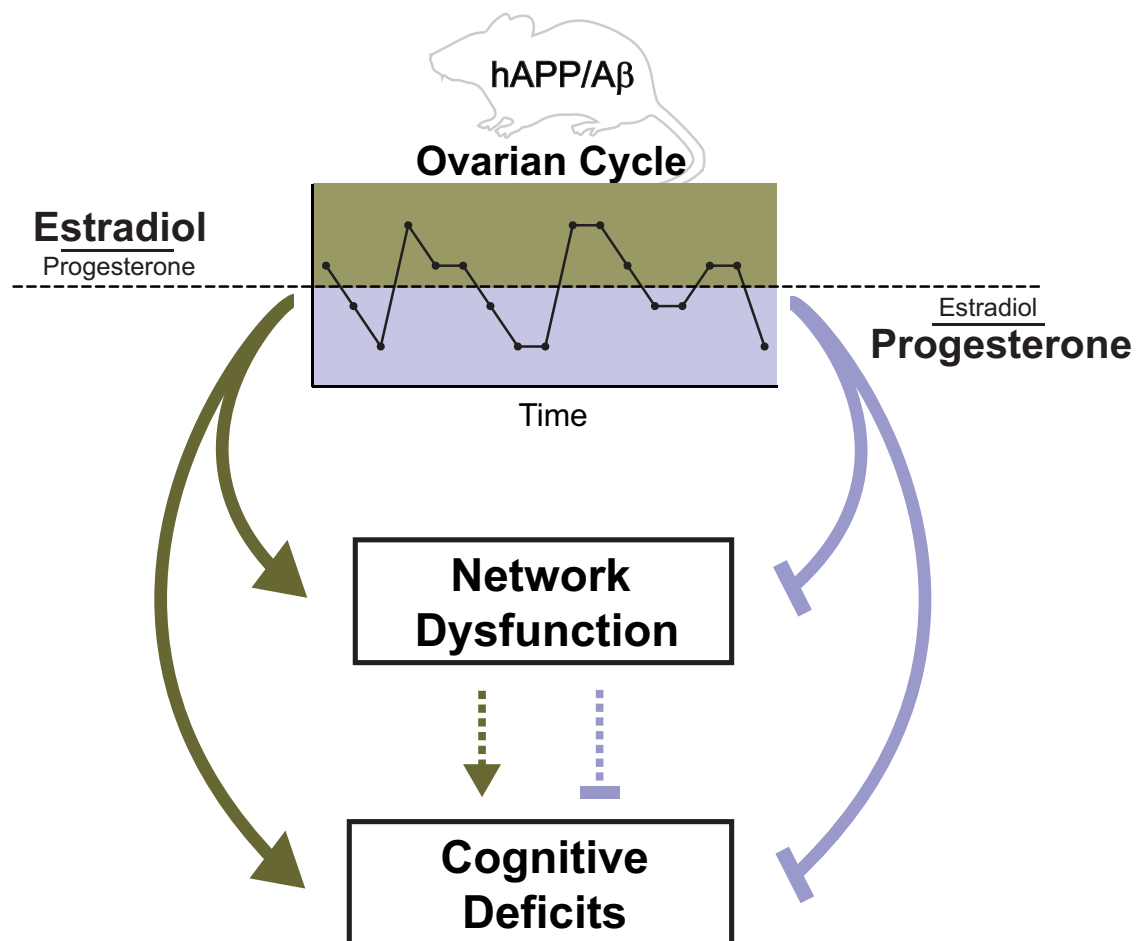 hAPP/Aβ
Ovarian Cycle
Estradiol
Progesterone
Estradiol
Progesterone
Time
Network
Dysfunction
Cognitive
Deficits